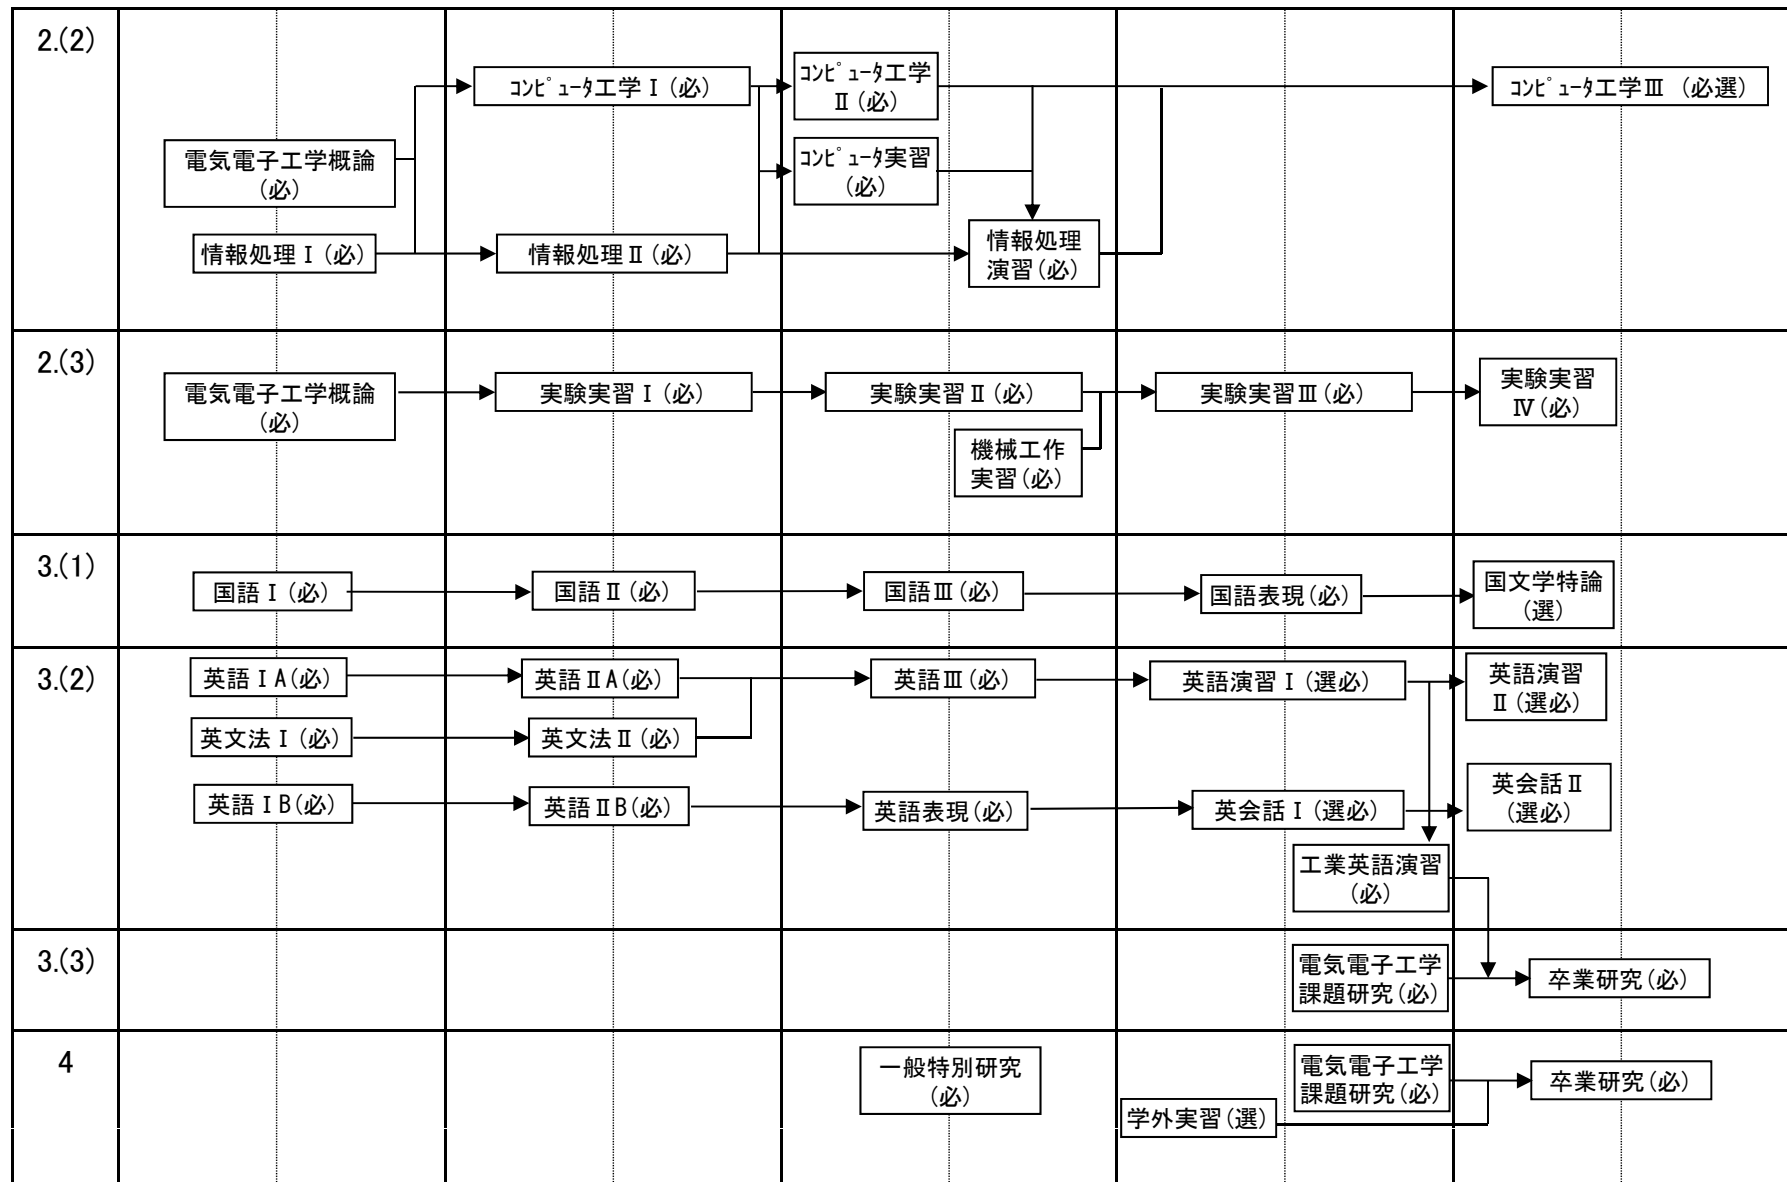 2.(2)
コンピュータ工学Ⅰ(必)
コンピュータ工学
Ⅱ(必)
コンピュータ工学Ⅲ (必選)
電気電子工学概論
(必)
コンピュータ実習
(必)
情報処理Ⅰ(必)
情報処理Ⅱ(必)
情報処理
演習(必)
2.(3)
電気電子工学概論
(必)
実験実習Ⅰ(必)
実験実習Ⅱ(必)
実験実習Ⅲ(必)
実験実習
Ⅳ(必)
機械工作
実習(必)
3.(1)
国語Ⅰ(必)
国語Ⅱ(必)
国語Ⅲ(必)
国語表現(必)
国文学特論
(選)
3.(2)
英語ⅠA(必)
英語ⅡA(必)
英語Ⅲ(必)
英語演習Ⅰ(選必)
英語演習
Ⅱ(選必)
英文法Ⅰ(必)
英文法Ⅱ(必)
英語ⅠB(必)
英語ⅡB(必)
英語表現(必)
英会話Ⅰ(選必)
英会話Ⅱ
(選必)
工業英語演習
(必)
3.(3)
電気電子工学
課題研究(必)
卒業研究(必)
4
一般特別研究
(必)
電気電子工学
課題研究(必)
卒業研究(必)
学外実習(選)